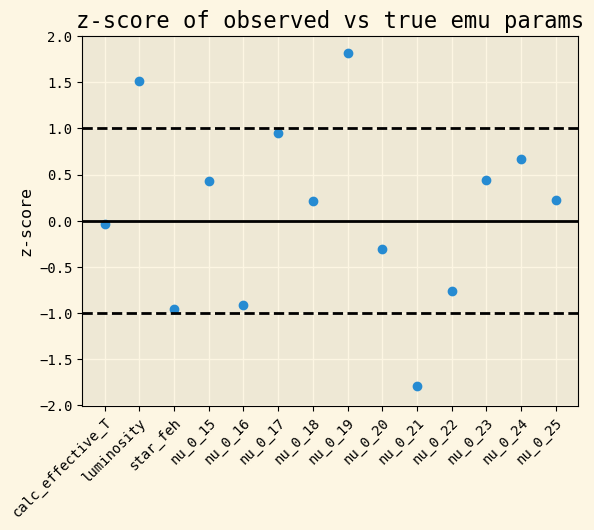 z-score of observed vs true emu params
z-score
2.0
1.5
1.0
0.5
0.0
−0.5
−1.0
−1.5
−2.0
calc_effective_T
luminosity
star_feh
nu_0_15
nu_0_16
nu_0_17
nu_0_18
nu_0_19
nu_0_20
nu_0_21
nu_0_22
nu_0_23
nu_0_24
nu_0_25